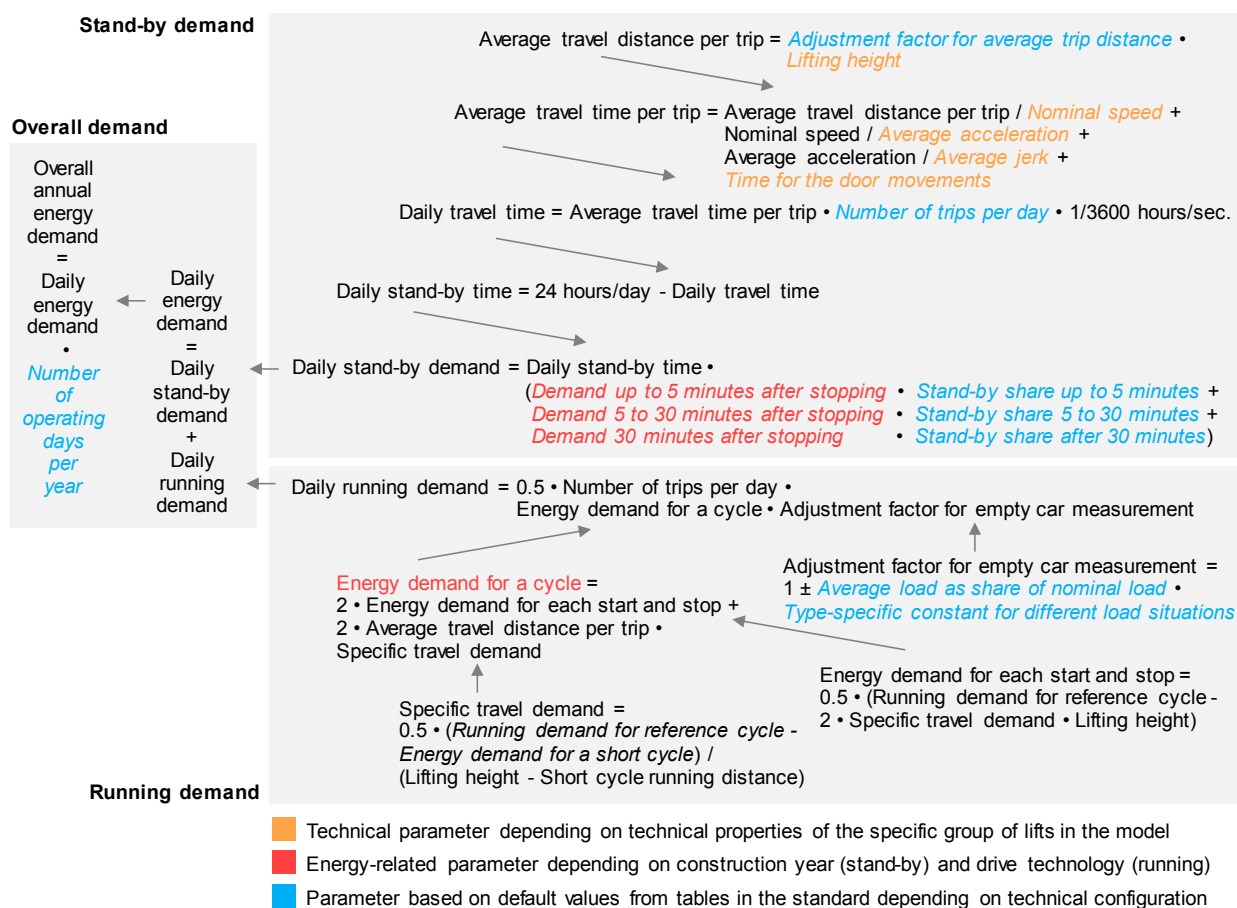 Stand-by demand
Average travel distance per trip = Adjustment factor for average trip distance •
Lifting height
Average travel time per trip = Average travel distance per trip / Nominal speed +
Nominal speed / Average acceleration +
Average acceleration / Average jerk +
Time for the door movements
Daily travel time = Average travel time per trip • Number of trips per day • 1/3600 hours/sec.
Daily stand-by time = 24 hours/day - Daily travel time
Daily stand-by demand = Daily stand-by time •
(Demand up to 5 minutes after stopping • Stand-by share up to 5 minutes +
Demand 5 to 30 minutes after stopping • Stand-by share 5 to 30 minutes +
Demand 30 minutes after stopping • Stand-by share after 30 minutes)
Overall demand
Overall
annual
energy
demand
=
Daily
energy
demand
•
Number
of
operating
days
per
year
Daily
energy
demand
=
Daily
stand-by
demand
+
Daily
running
demand
Daily running demand = 0.5 • Number of trips per day •
Energy demand for a cycle • Adjustment factor for empty car measurement
Adjustment factor for empty car measurement =
1 ± Average load as share of nominal load •
Type-specific constant for different load situations
Energy demand for a cycle =
2 • Energy demand for each start and stop +
2 • Average travel distance per trip •
Specific travel demand
Energy demand for each start and stop =
0.5 • (Running demand for reference cycle -
2 • Specific travel demand • Lifting height)
Specific travel demand =
0.5 • (Running demand for reference cycle -
Energy demand for a short cycle) /
(Lifting height - Short cycle running distance)
Running demand
Technical parameter depending on technical properties of the specific group of lifts in the model
Energy-related parameter depending on construction year (stand-by) and drive technology (running)
Parameter based on default values from tables in the standard depending on technical configuration